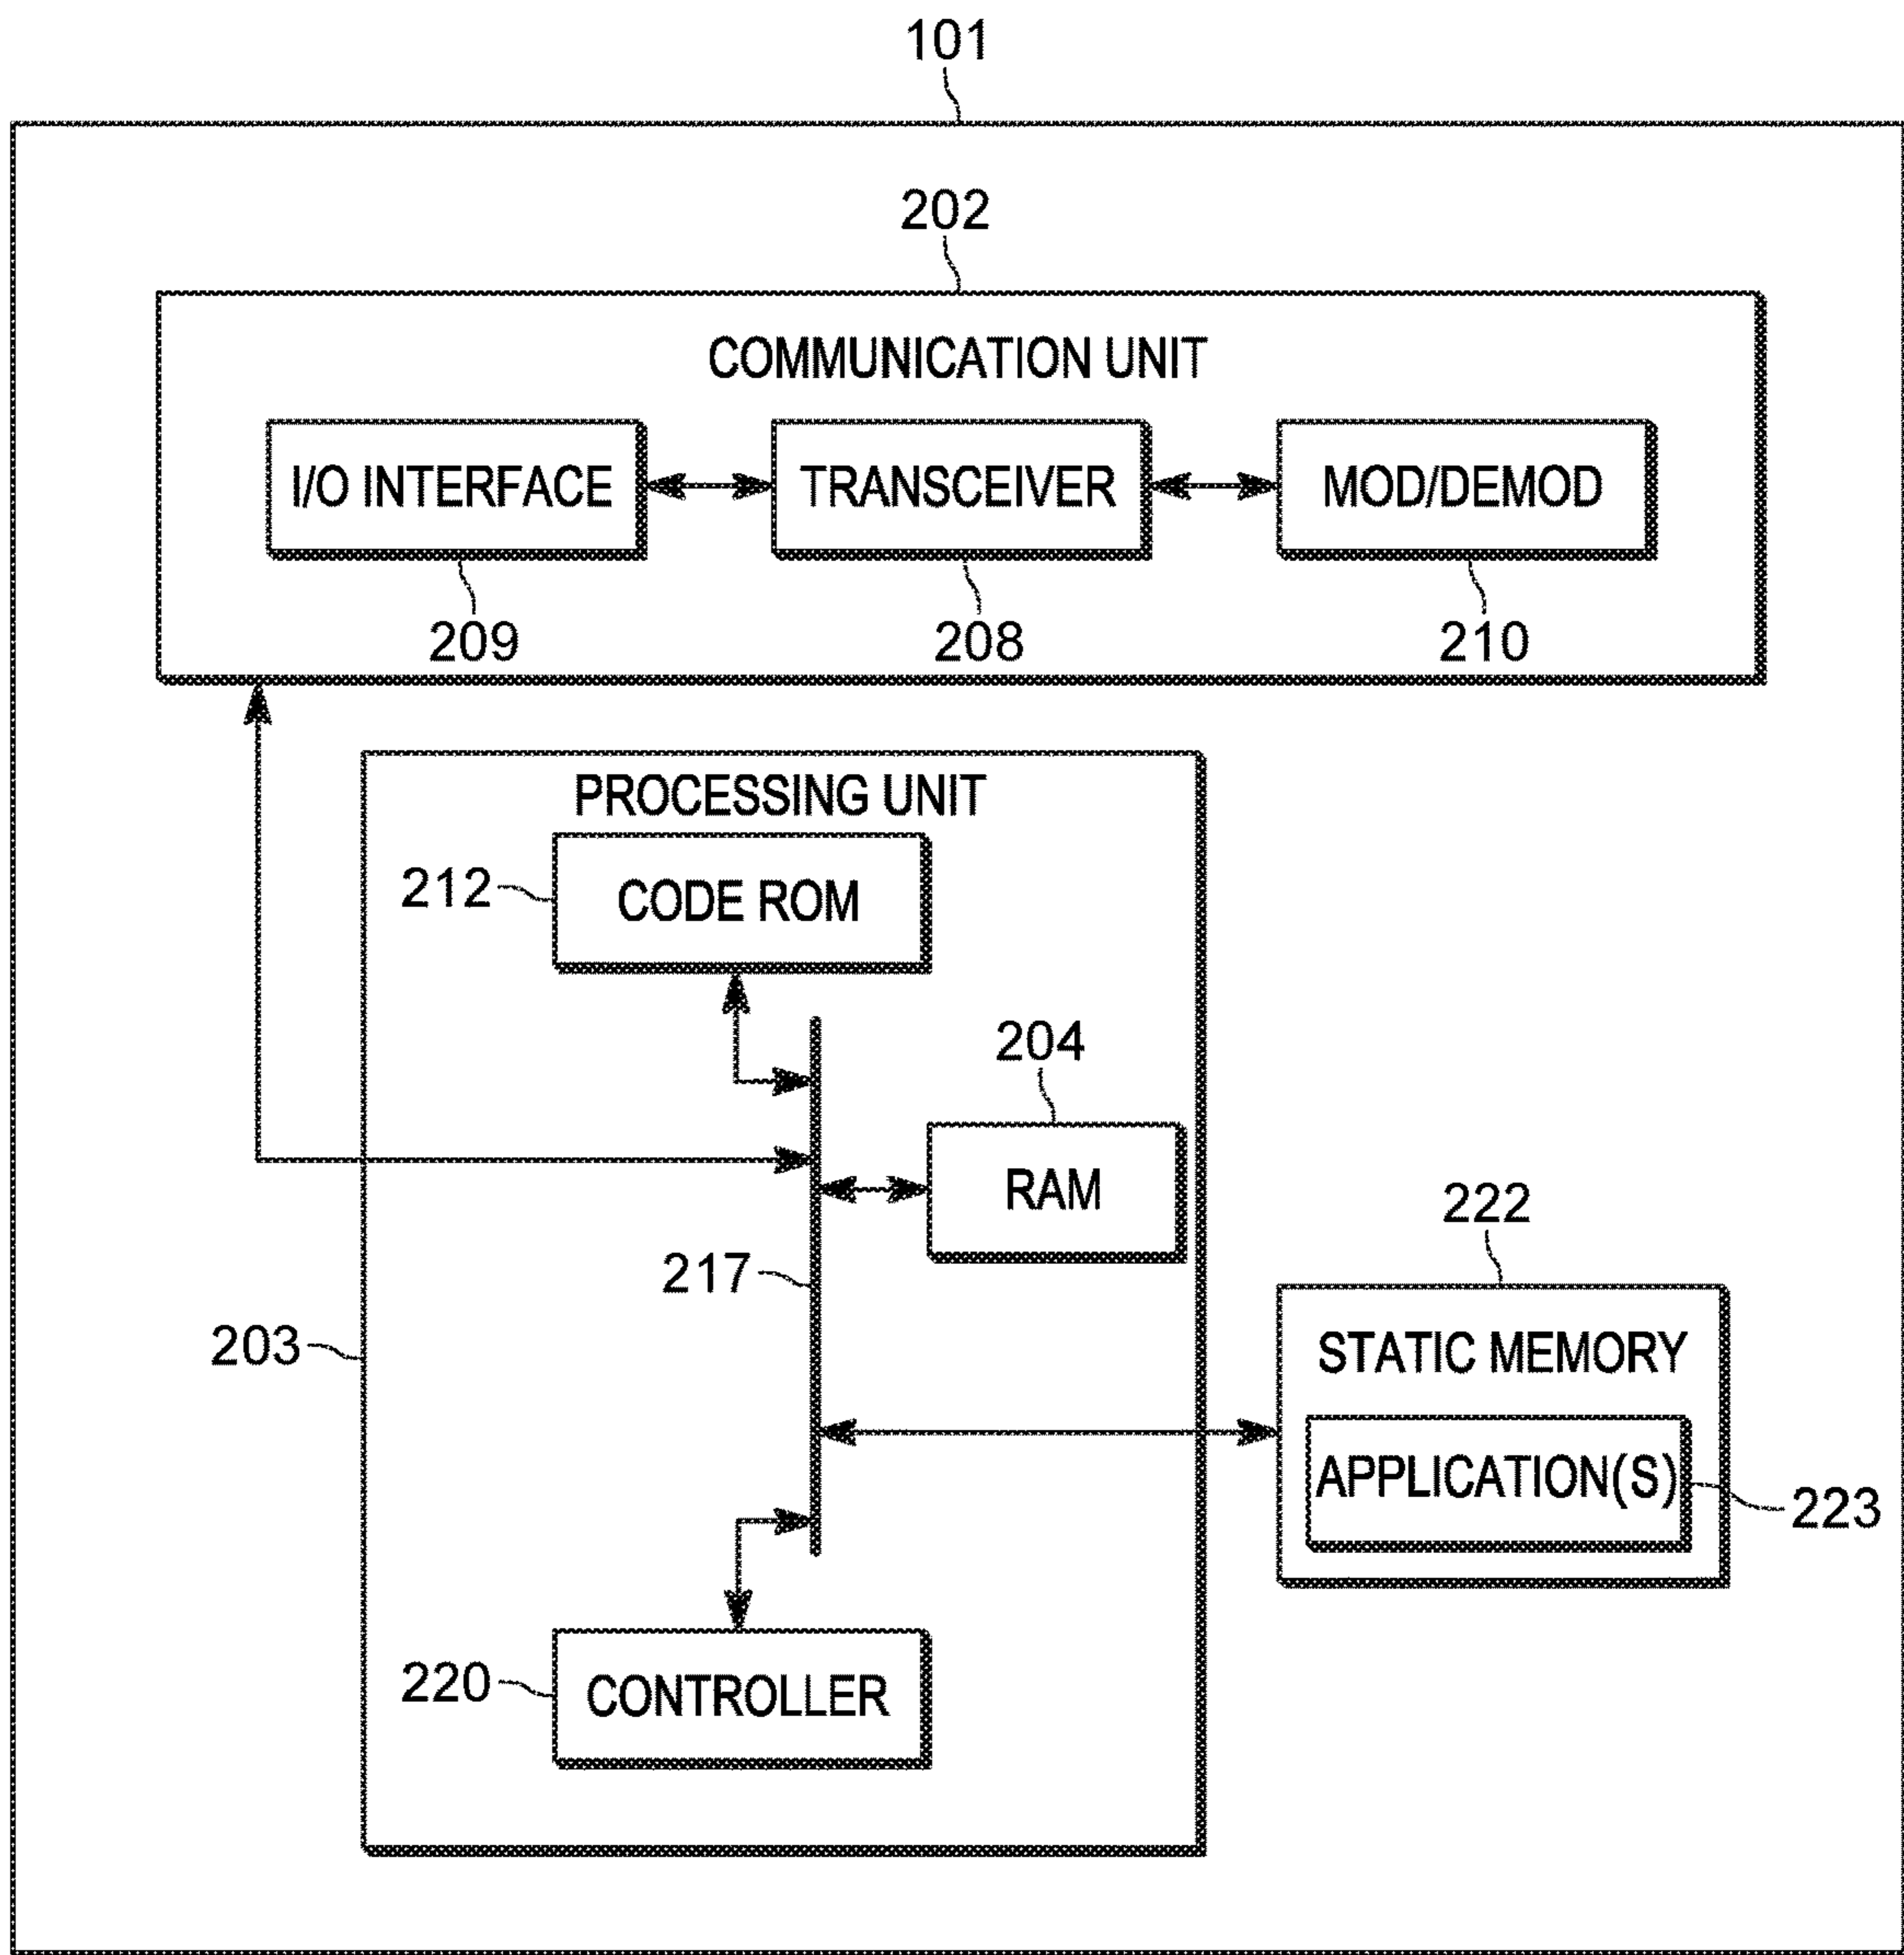 101
202
COMMUNICATION UNIT
I/O INTERFACE
TRANSCEIVER
MOD/DEMOD
209
208
210
PROCESSING UNIT
212
CODE ROM
204
RAM
217
222
203
STATIC MEMORY
APPLICATION(S)
223
220
CONTROLLER